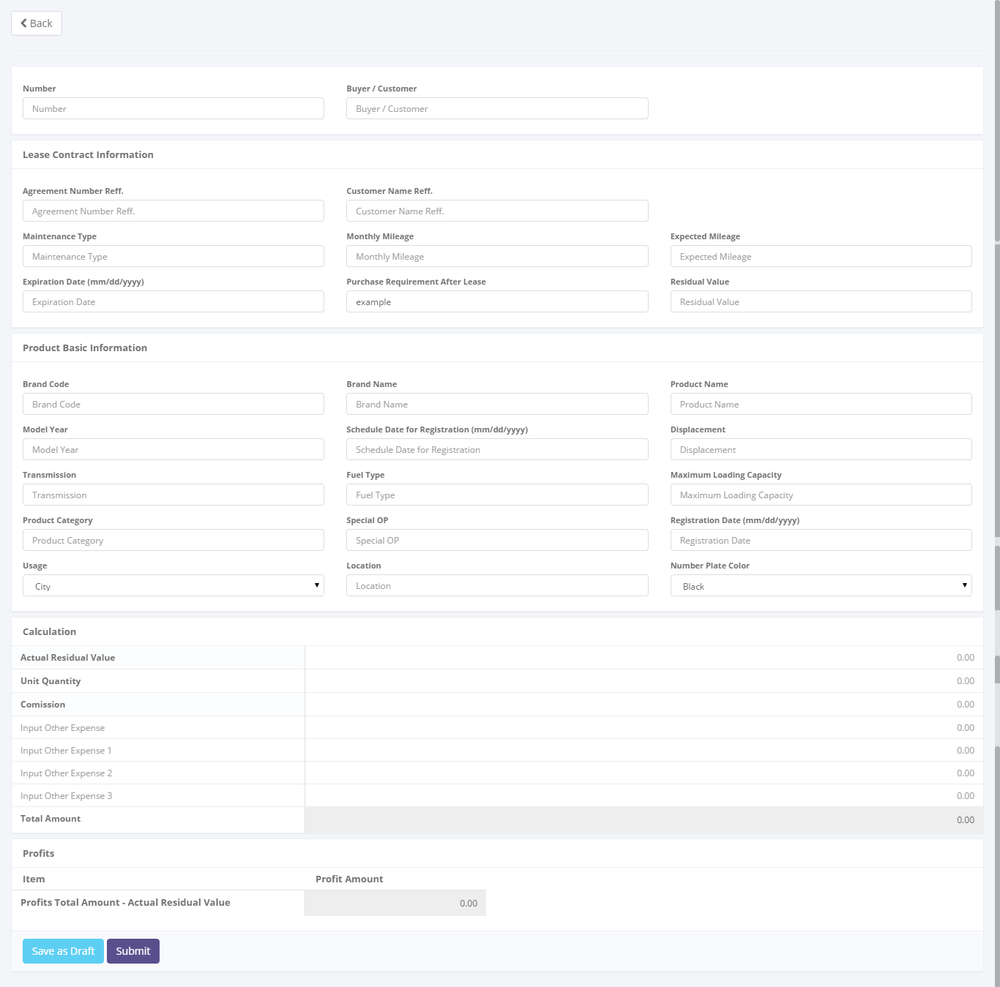 Back
Number Buyer / Customer
Number Buyer / Customer
Lease Contract Information
Agreement Number Reff. Customer Name Reff.
Agreement Number Reff. Customer Name Reff.
Maintenance Type Monthly Mileage Expected Mileage
Maintenance Type Monthly Mileage Expected Mileage
Expiration Date (mm/dd/yyyy) Purchase Requirement After Lease Residual Value
Expiration Date example Residual Value
Product Basic Information
Brand Code Brand Name Product Name
Brand Code Brand Name Product Name
Model Year Schedule Date for Registration (mm/dd/yyyy) Displacement
Model Year Schedule Date for Registration Displacement
Transmission Fuel Type Maximum Loading Capacity
Transmission Fuel Type Maximum Loading Capacity
Product Category Special OP Registration Date (mm/dd/yyyy)
Product Category Special OP Registration Date
Usage Location Number Plate Color
City Location Black
Calculation
Actual Residual Value 0.00
Unit Quantity 0.00
Comission 0.00
Input Other Expense 0.00
Input Other Expense 1 0.00
Input Other Expense 2 0.00
Input Other Expense 3 0.00
Total Amount 0.00
Profits
Item Profit Amount
Profits Total Amount - Actual Residual Value 0.00
Save as Draft Submit